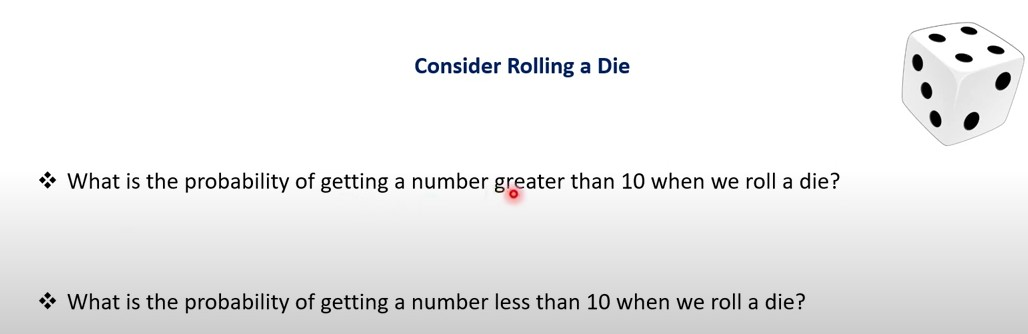 Consider Rolling a Die
❖ What is the probability of getting a number greater than 10 when we roll a die?
❖ What is the probability of getting a number less than 10 when we roll a die?